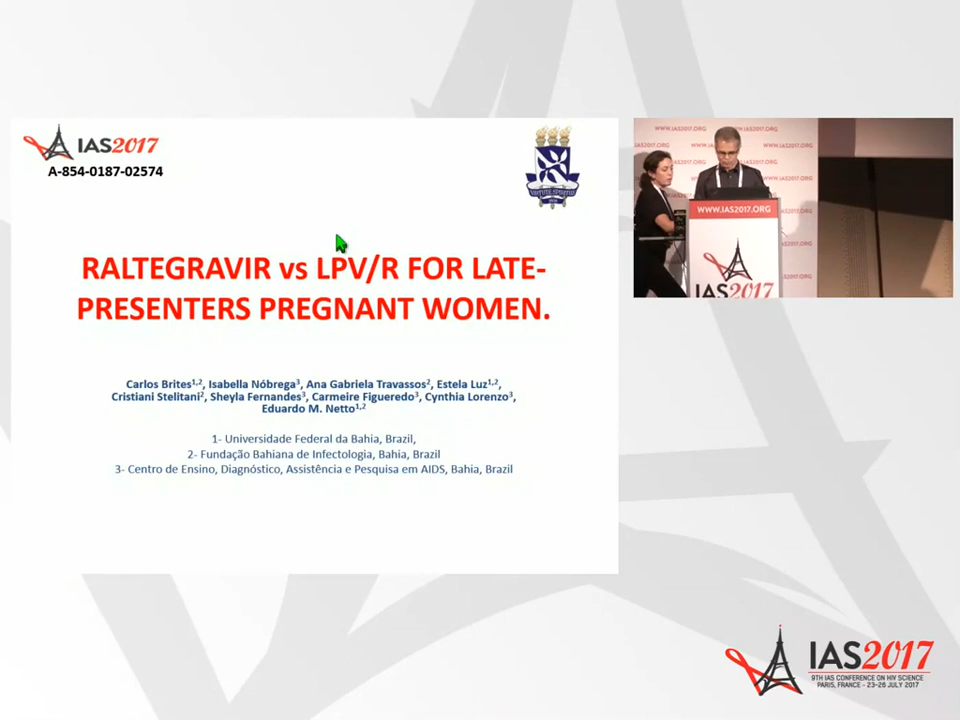 IAS2017
A-854-0187-02574
VIRTUTE SPIRITUS
RALTEGRAVIR vs LPV/R FOR LATE-
PRESENTERS PREGNANT WOMEN.
Carlos Brites1,2, Isabella Nóbrega3, Ana Gabriela Travassos2, Estela Luz1,2,
Cristiani Stelitani2, Sheyla Fernandes3, Carmeire Figueredo3, Cynthia Lorenzo3,
Eduardo M. Netto1,2
1- Universidade Federal da Bahia, Brazil,
2- Fundação Bahiana de Infectologia, Bahia, Brazil
3- Centro de Ensino, Diagnóstico, Assistência e Pesquisa em AIDS, Bahia, Brazil
WWW.IAS2017.ORG
IAS2017
IAS2017
9TH IAS CONFERENCE ON HIV SCIENCE
PARIS, FRANCE - 23-26 JULY 2017